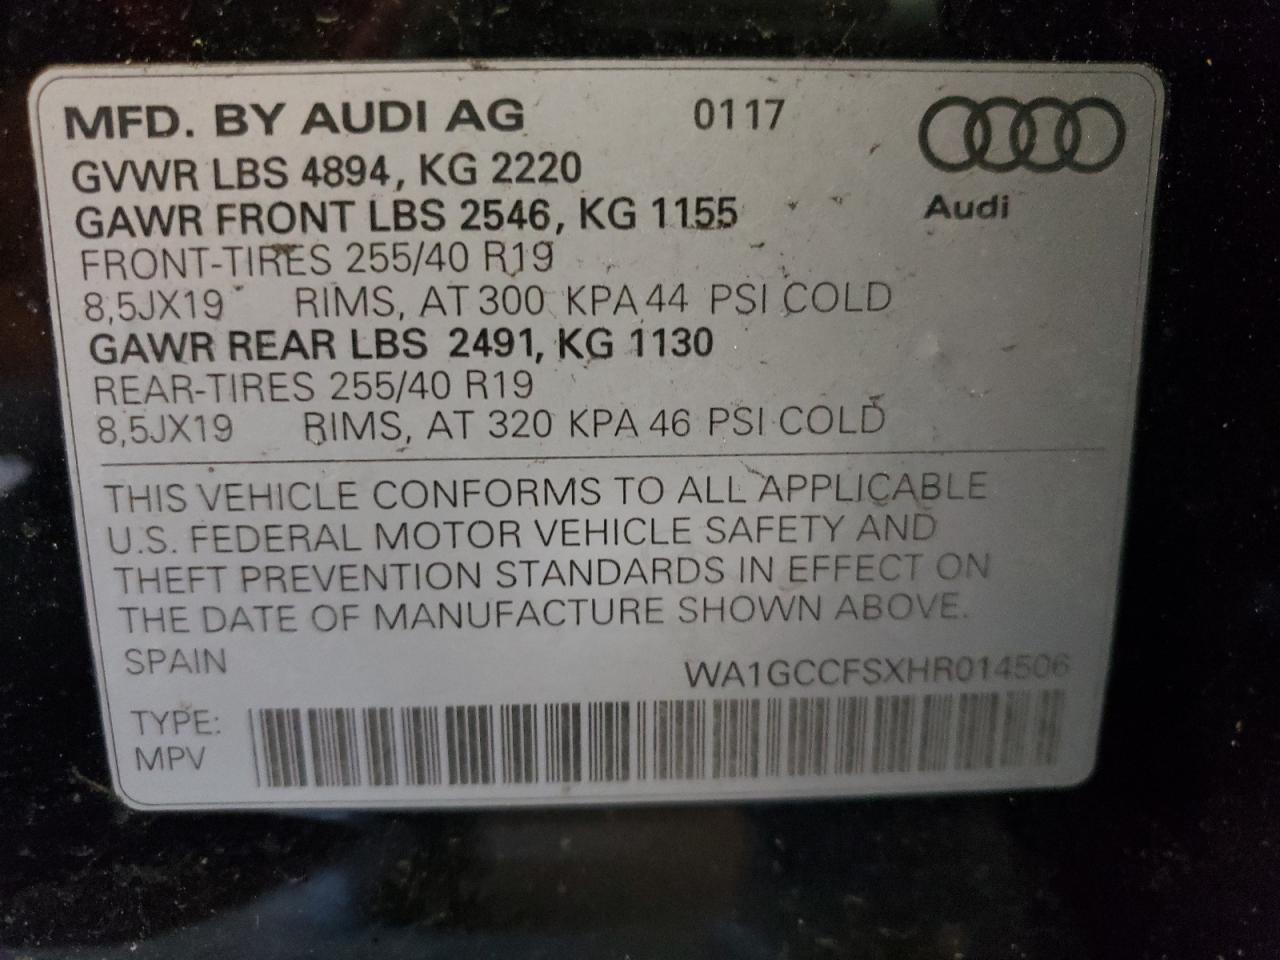 MFD. BY AUDI AG 0117
GVWR LBS 4894, KG 2220
GAWR FRONT LBS 2546, KG 1155
Audi
FRONT-TIRES 255/40 R19
8,5JX19 RIMS, AT 300 KPA 44 PSI COLD
GAWR REAR LBS 2491, KG 1130
REAR-TIRES 255/40 R19
8,5JX19 RIMS, AT 320 KPA 46 PSI COLD
THIS VEHICLE CONFORMS TO ALL APPLICABLE
U.S. FEDERAL MOTOR VEHICLE SAFETY AND
THEFT PREVENTION STANDARDS IN EFFECT ON
THE DATE OF MANUFACTURE SHOWN ABOVE.
SPAIN WA1GCCFSXHR014506
TYPE:
MPV